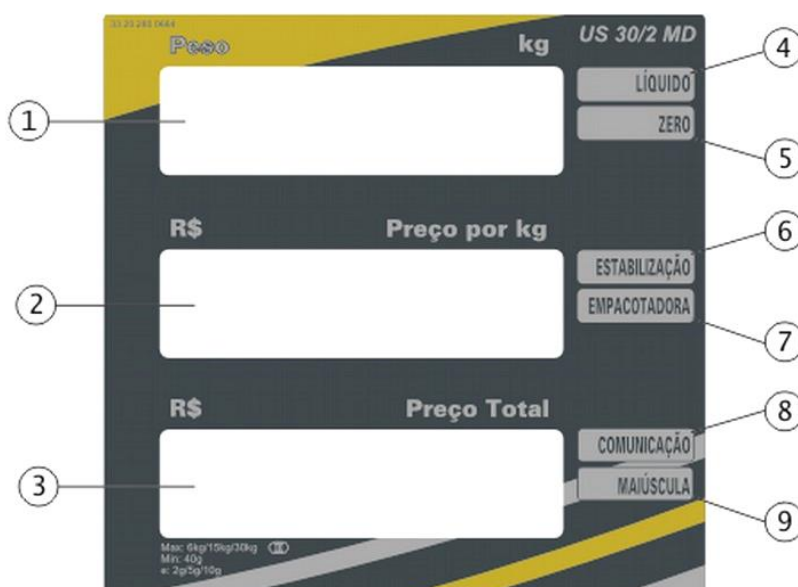 Peso kg US 30/2 MD
4
LÍQUIDO
1
ZERO
5
R$ Preço por kg
6
ESTABILIZAÇÃO
2
EMPACOTADORA
7
R$ Preço Total
8
COMUNICAÇÃO
3
MAIÚSCULA
9
Max: 6kg/15kg/30kg
Min: 40g
e: 2g/5g/10g